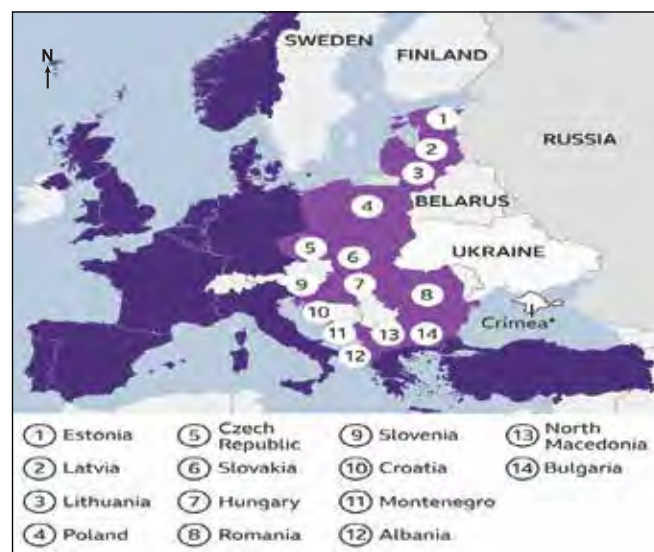 N
SWEDEN
FINLAND
RUSSIA
BELARUS
UKRAINE
Crimea*
1
2
3
4
5
6
7
8
9
10
11
12
13
14
1 Estonia
2 Latvia
3 Lithuania
4 Poland
5 Czech
Republic
6 Slovakia
7 Hungary
8 Romania
9 Slovenia
10 Croatia
11 Montenegro
12 Albania
13 North
Macedonia
14 Bulgaria